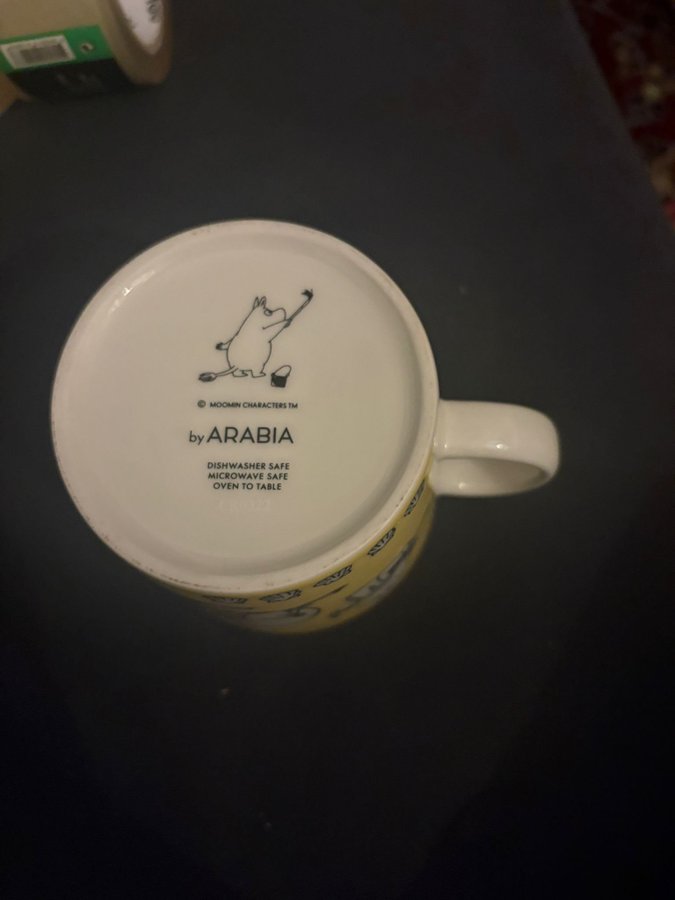 © MOOMIN CHARACTERS TM
by ARABIA
DISHWASHER SAFE
MICROWAVE SAFE
OVEN TO TABLE